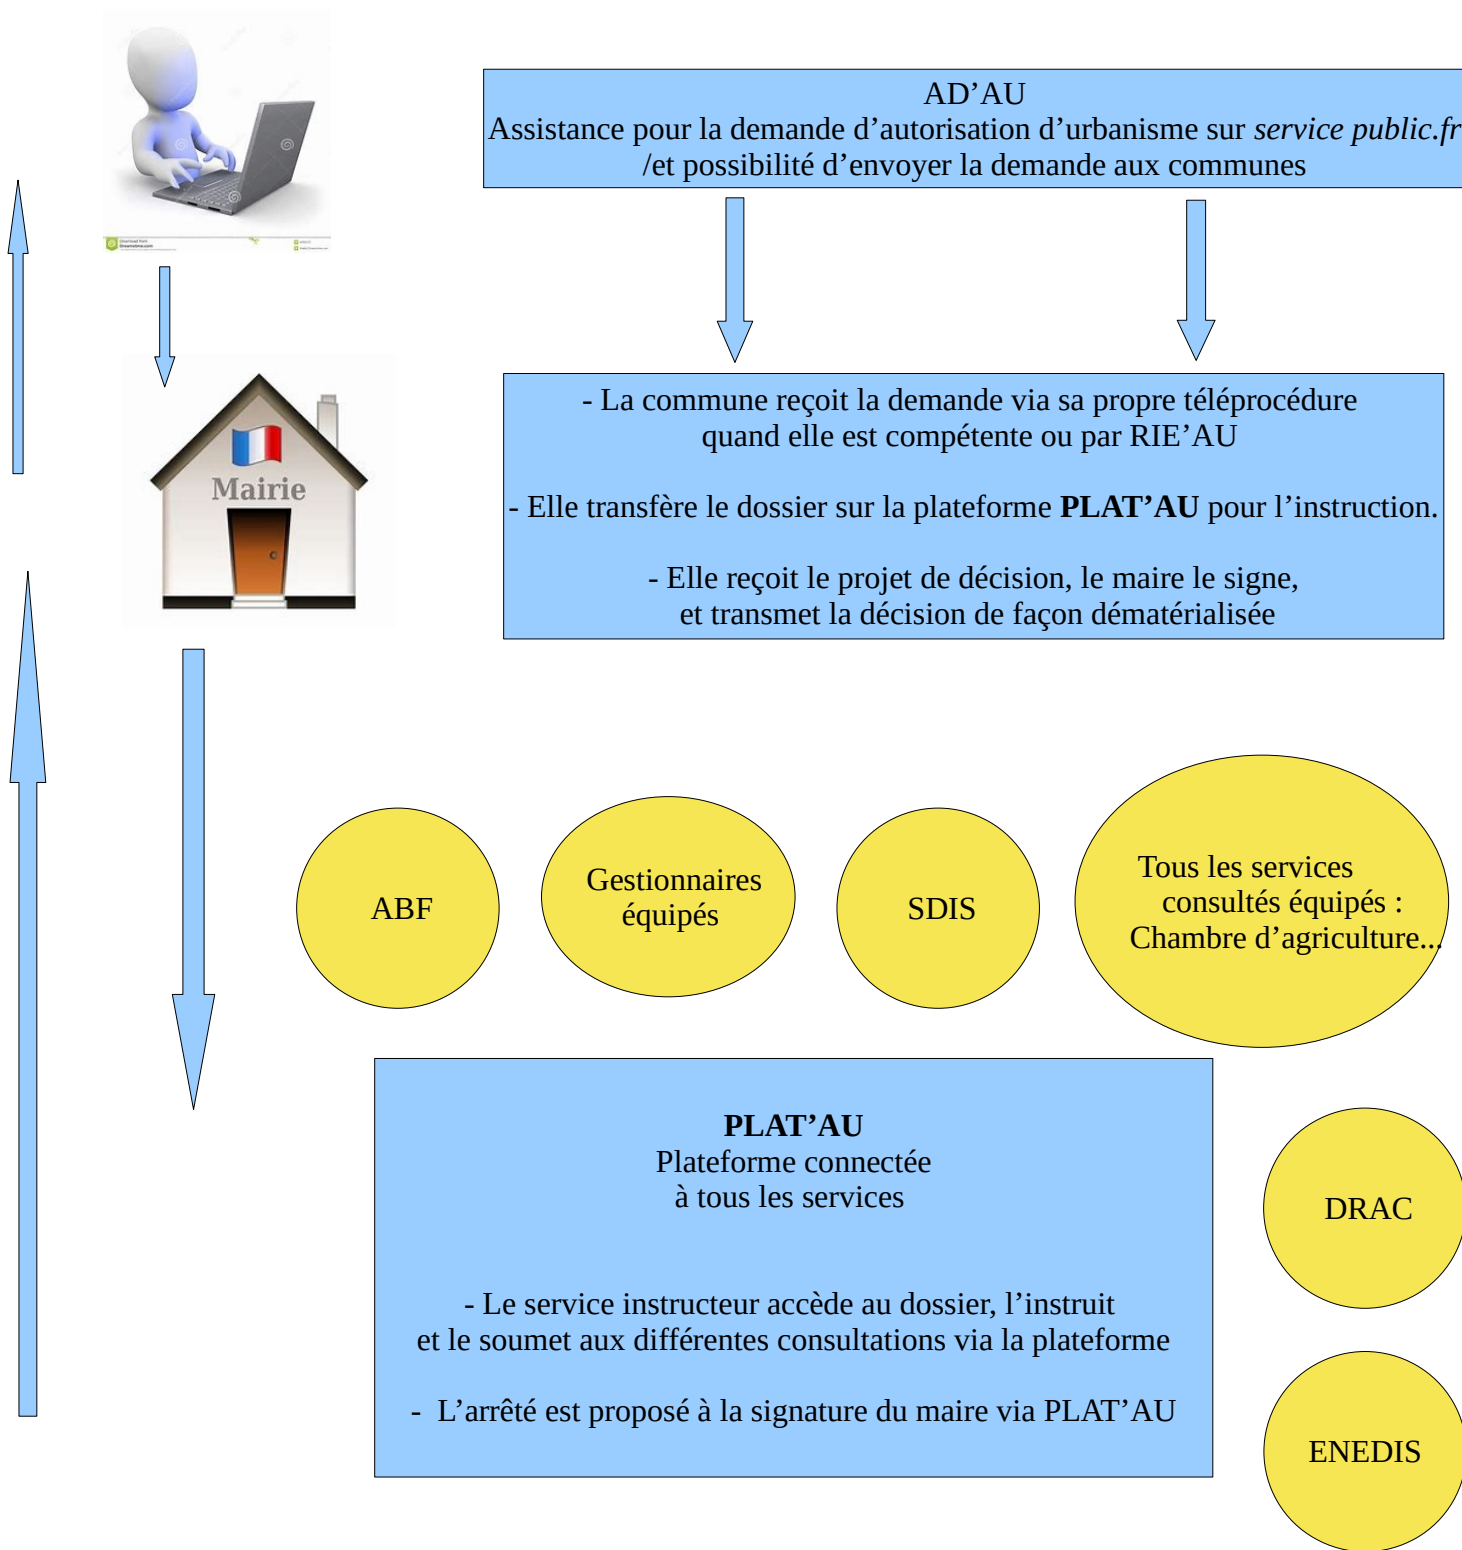 AD’AU
Assistance pour la demande d’autorisation d’urbanisme sur service public.fr
/et possibilité d’envoyer la demande aux communes
- La commune reçoit la demande via sa propre téléprocédure
quand elle est compétente ou par RIE’AU
Mairie
- Elle transfère le dossier sur la plateforme PLAT’AU pour l’instruction.
- Elle reçoit le projet de décision, le maire le signe,
et transmet la décision de façon dématérialisée
ABF
Gestionnaires
équipés
SDIS
Tous les services
consultés équipés :
Chambre d’agriculture...
PLAT’AU
Plateforme connectée
à tous les services
- Le service instructeur accède au dossier, l’instruit
et le soumet aux différentes consultations via la plateforme
- L’arrêté est proposé à la signature du maire via PLAT’AU
DRAC
ENEDIS